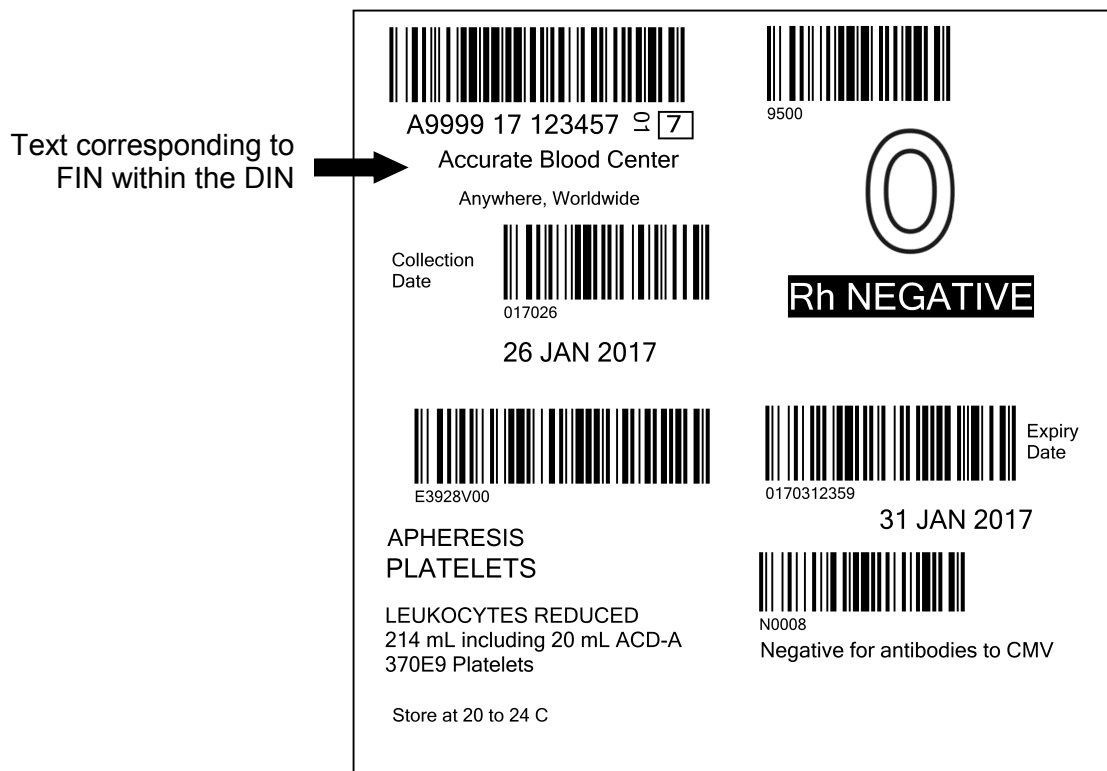 Text corresponding to
FIN within the DIN
A9999 17 123457 01 7
Accurate Blood Center
Anywhere, Worldwide
Collection
Date
017026
26 JAN 2017
9500
O
Rh NEGATIVE
E3928V00
APHERESIS
PLATELETS
LEUKOCYTES REDUCED
214 mL including 20 mL ACD-A
370E9 Platelets
Store at 20 to 24 C
Expiry
Date
0170312359
31 JAN 2017
N0008
Negative for antibodies to CMV